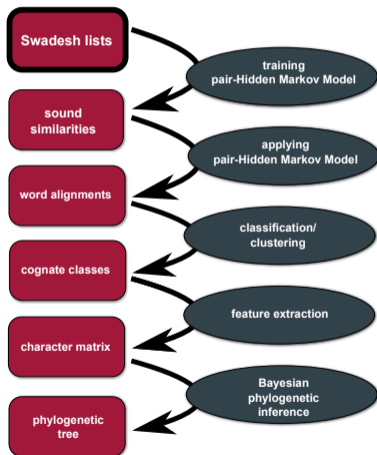 Swadesh lists
training
pair-Hidden Markov Model
sound
similarities
applying
pair-Hidden Markov Model
word alignments
classification/
clustering
cognate classes
feature extraction
character matrix
Bayesian
phylogenetic
inference
phylogenetic
tree